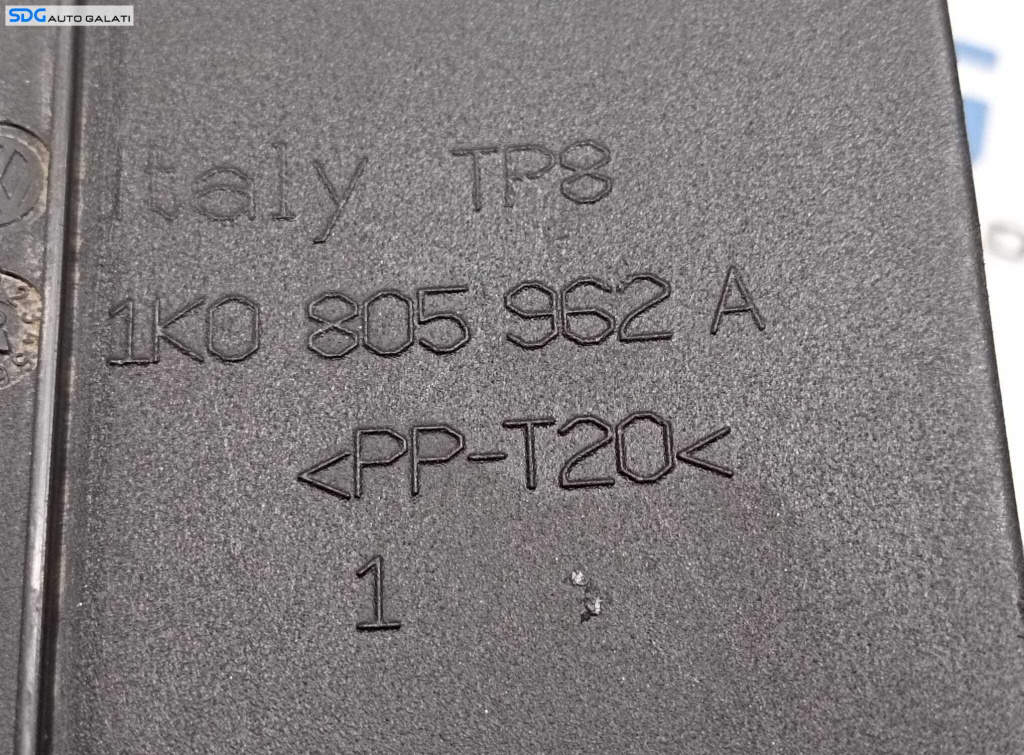 SDG AUTO GALATI
Italy TP8
1K0 805 962 A
<PP-T20<
1